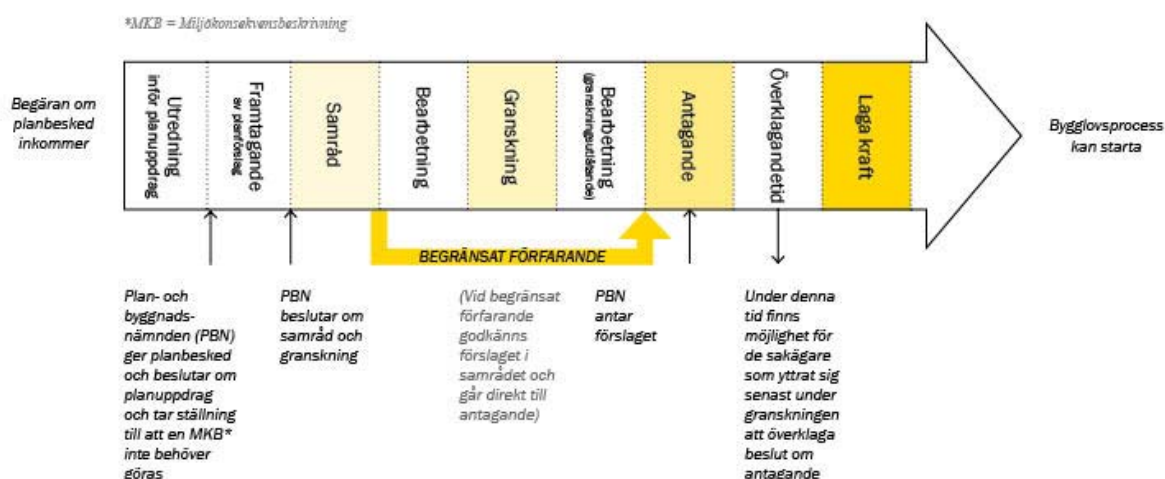 *MKB = Miljökonsekvensbeskrivning
Begäran om
planbesked
inkommer
Utredning
inför planuppdrag
Framtagande
av planförslag
Samråd
Bearbetning
Granskning
Bearbetning
(granskningsutlåtande)
Antagande
Överklagandetid
Laga kraft
Bygglovsprocess
kan starta
BEGRÄNSAT FÖRFARANDE
Plan- och
byggnads-
nämnden (PBN)
ger planbesked
och beslutar om
planuppdrag
och tar ställning
till att en MKB*
inte behöver
göras
PBN
beslutar om
samråd och
granskning
(Vid begränsat
förfarande
godkänns
förslaget i
samrådet och
går direkt till
antagande)
PBN
antar
förslaget
Under denna
tid finns
möjlighet för
de sakägare
som yttrat sig
senast under
granskningen
att överklaga
beslut om
antagande